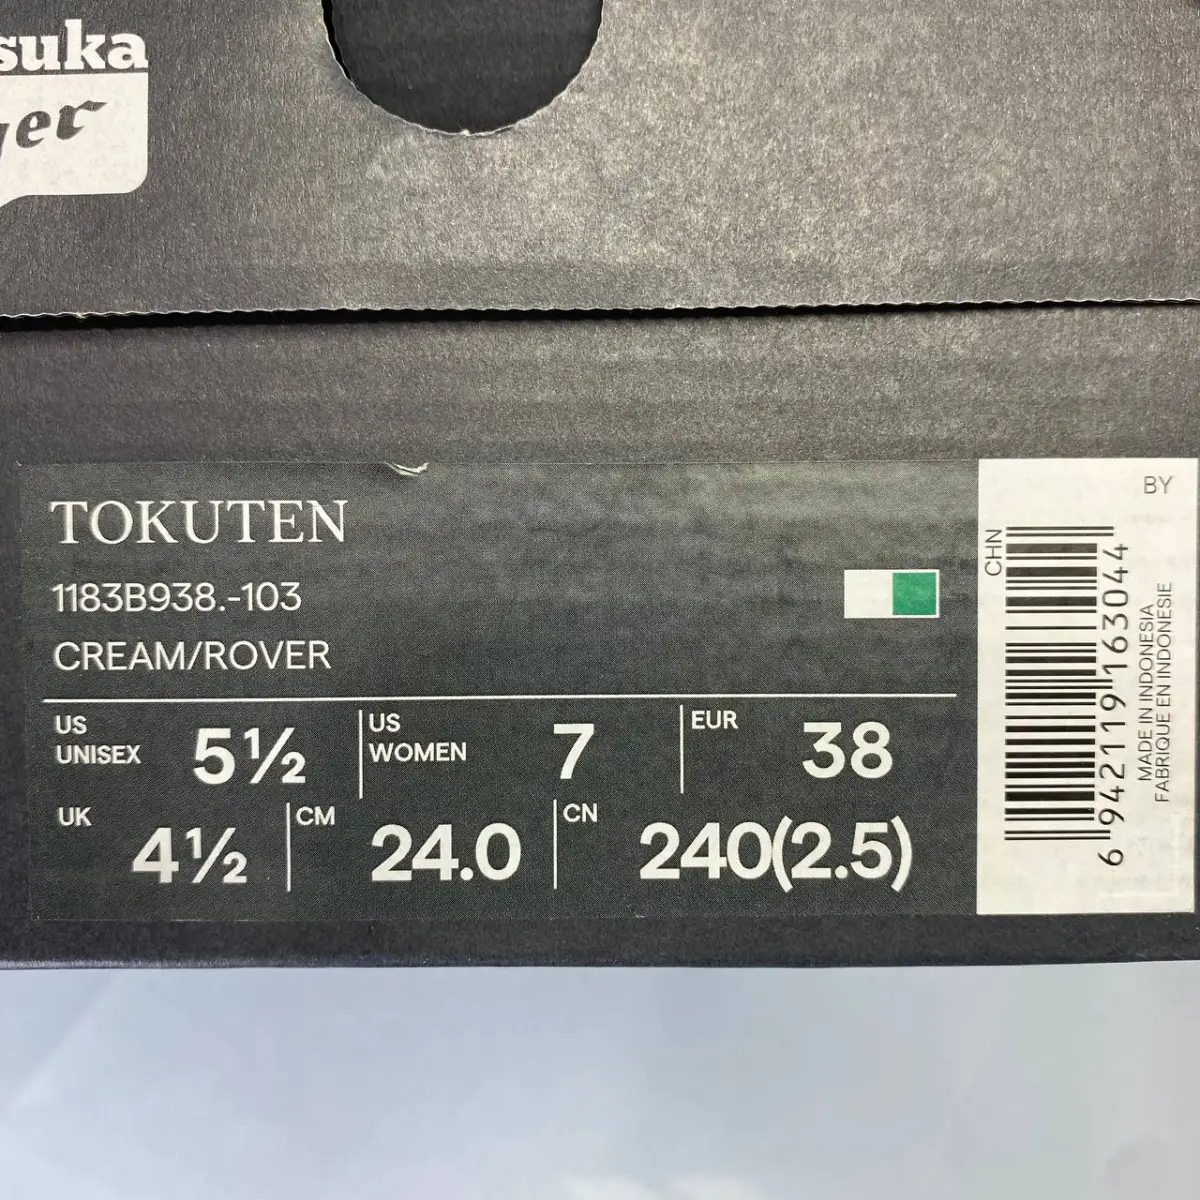 suka
ger
TOKUTEN
1183B938.-103
CREAM/ROVER
US UNISEX 5½
US WOMEN 7
EUR 38
UK 4½
CM 24.0
CN 240(2.5)
BY
CHN
6 942119 163044
MADE IN INDONESIA
FABRIQUE EN INDONESIE